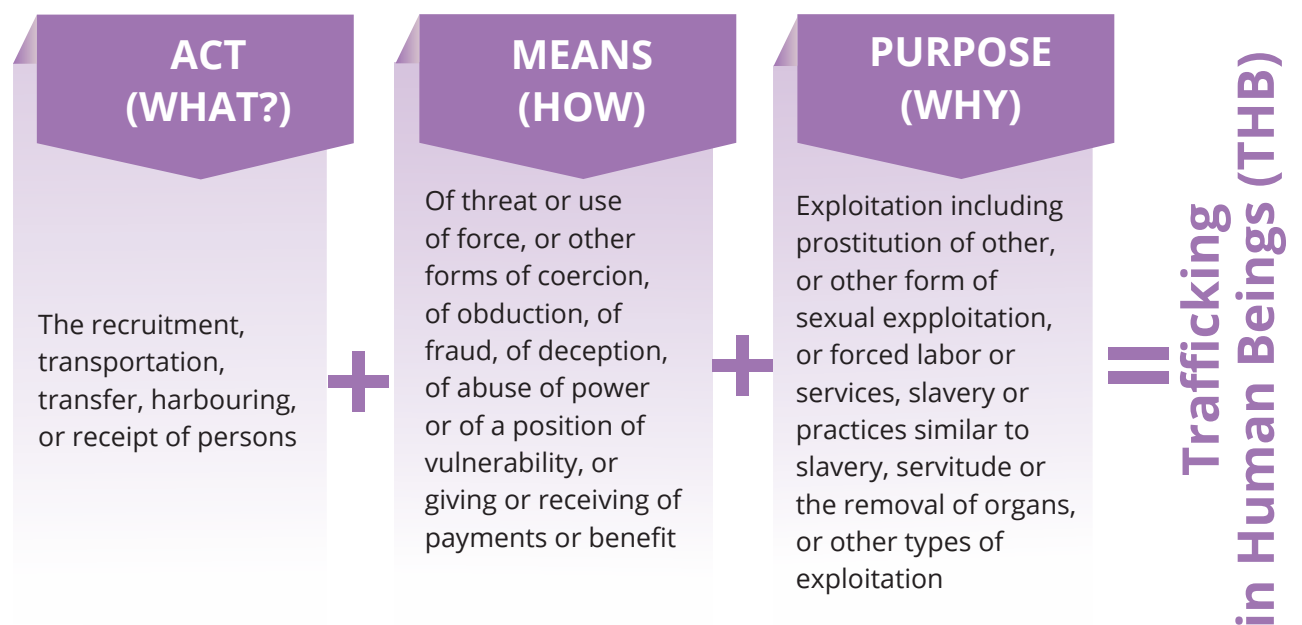 ACT
(WHAT?)
The recruitment,
transportation,
transfer, harbouring,
or receipt of persons
+
MEANS
(HOW)
Of threat or use
of force, or other
forms of coercion,
of obduction, of
fraud, of deception,
of abuse of power
or of a position of
vulnerability, or
giving or receiving of
payments or benefit
+
PURPOSE
(WHY)
Exploitation including
prostitution of other,
or other form of
sexual expploitation,
or forced labor or
services, slavery or
practices similar to
slavery, servitude or
the removal of organs,
or other types of
exploitation
=
Trafficking
in Human Beings (THB)